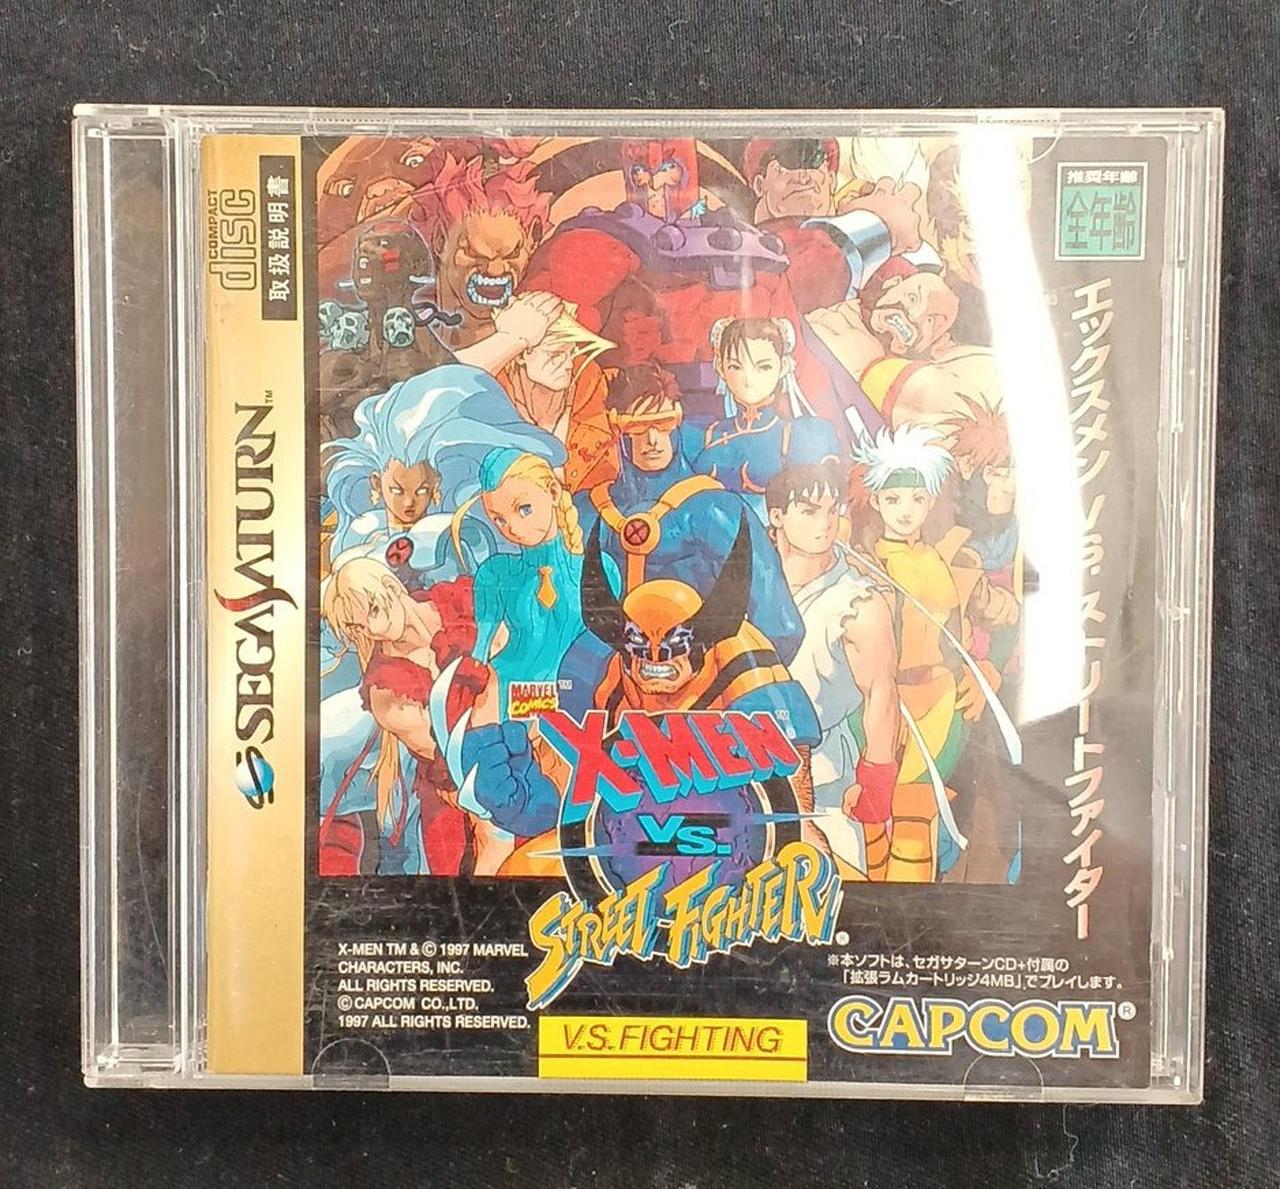 COMPACT
disc
取扱説明書
SEGA SATURN™
推奨年齢
全年齢
エックスメン VS. ストリートファイター
MARVEL
COMICS
™
X-MEN™
VS.
STREET FIGHTER®
X-MEN TM & © 1997 MARVEL
CHARACTERS, INC.
ALL RIGHTS RESERVED.
© CAPCOM CO., LTD.
1997 ALL RIGHTS RESERVED.
※本ソフトは、セガサターンCD+付属の
「拡張ラムカートリッジ4MB」でプレイします。
V.S. FIGHTING
CAPCOM®